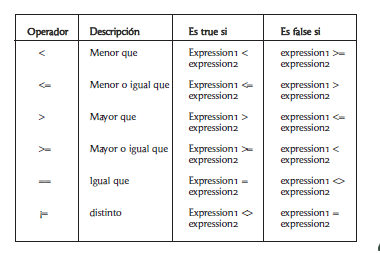 Operador Descripción Es true si Es false si
< Menor que Expression1 < expression2 expression1 >= expression2
<= Menor o igual que Expression1 <= expression2 expression1 > expression2
> Mayor que Expression1 > expression2 expression1 <= expression2
>= Mayor o igual que Expression1 >= expression2 expression1 < expression2
== Igual que Expression1 = expression2 expression1 <> expression2
¡= distinto Expression1 <> expression2 expression1 = expression2